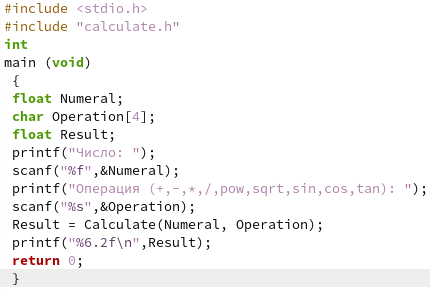 #include <stdio.h>
#include "calculate.h"
int
main (void)
{
float Numeral;
char Operation[4];
float Result;
printf("Число: ");
scanf("%f",&Numeral);
printf("Операция (+,-,*,/,pow,sqrt,sin,cos,tan): ");
scanf("%s",&Operation);
Result = Calculate(Numeral, Operation);
printf("%6.2f\n",Result);
return 0;
}